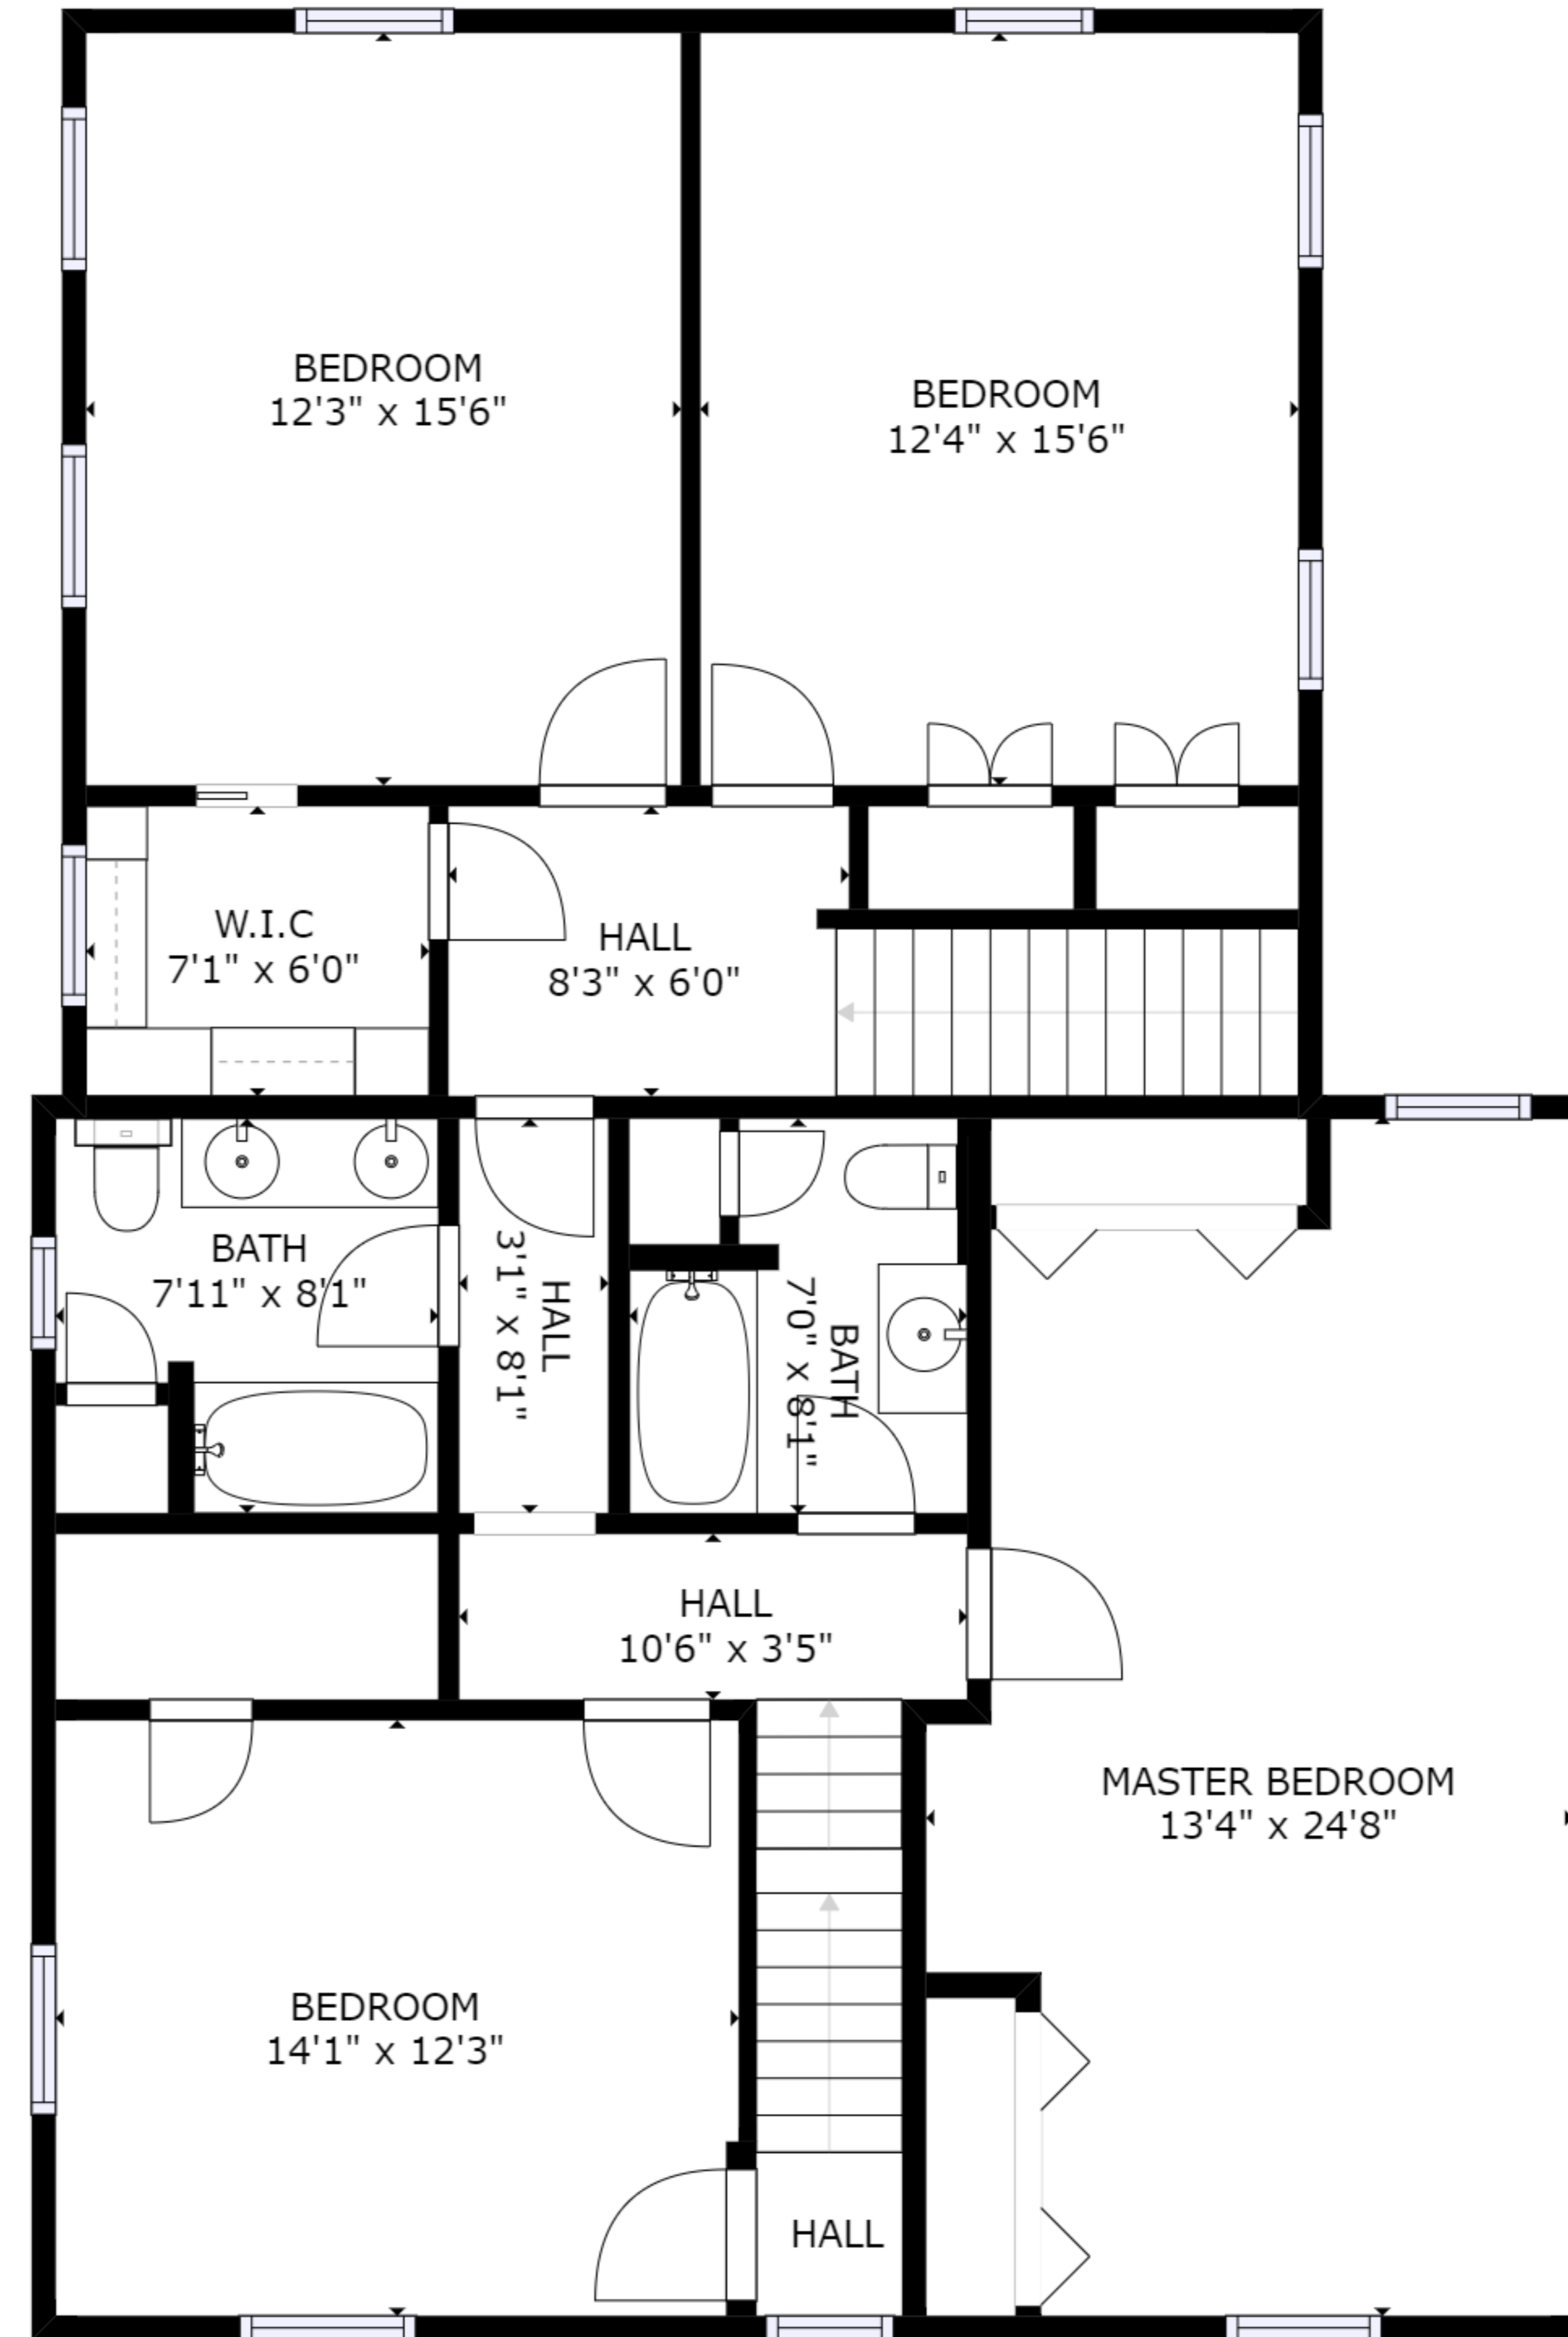 BEDROOM
12'3" x 15'6"
BEDROOM
12'4" x 15'6"
W.I.C
7'1" x 6'0"
HALL
8'3" x 6'0"
BATH
7'11" x 8'1"
HALL
3'1" x 8'1"
BATH
7'0" x 8'1"
HALL
10'6" x 3'5"
MASTER BEDROOM
13'4" x 24'8"
BEDROOM
14'1" x 12'3"
HALL